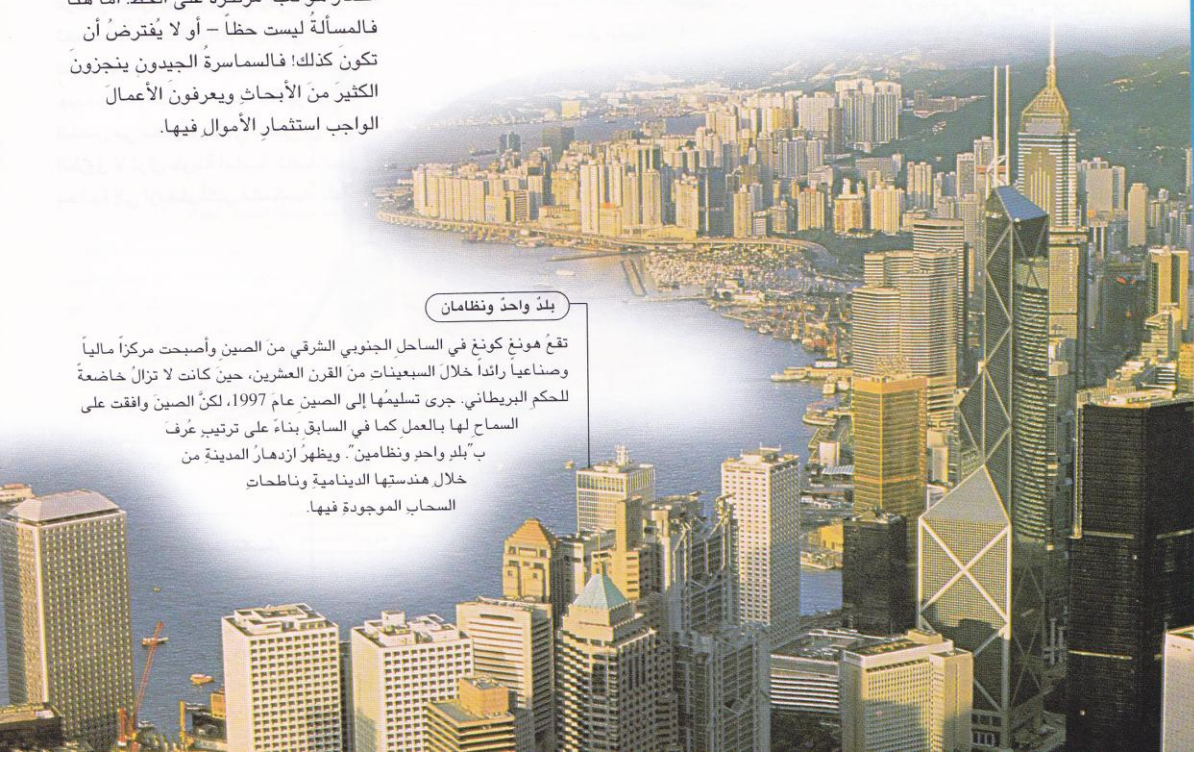 فالمسألةُ ليست حظاً – أو لا يُفترضُ أن
تكونَ كذلك! فالسماسرةُ الجيدون ينجزونَ
الكثيرَ منَ الأبحاثِ ويعرفونَ الأعمالَ
الواجب استثمارِ الأموالِ فيها.
بلدٌ واحدٌ ونظامان
تقعُ هونغ كونغ في الساحلِ الجنوبي الشرقي منَ الصينِ وأصبحت مركزاً مالياً
وصناعياً رائداً خلالَ السبعينياتِ منَ القرن العشرين، حينَ كانت لا تزالُ خاضعةً
للحكمِ البريطاني. جرى تسليمُها إلى الصينِ عامَ 1997، لكنَّ الصينَ وافقت على
السماحِ لها بالعملِ كما في السابقِ بناءً على ترتيبٍ عُرفَ
ب"بلدٍ واحدٍ ونظامين". ويظهرُ ازدهارُ المدينةِ من
خلالِ هندستها الديناميةِ وناطحاتِ
السحابِ الموجودةِ فيها.